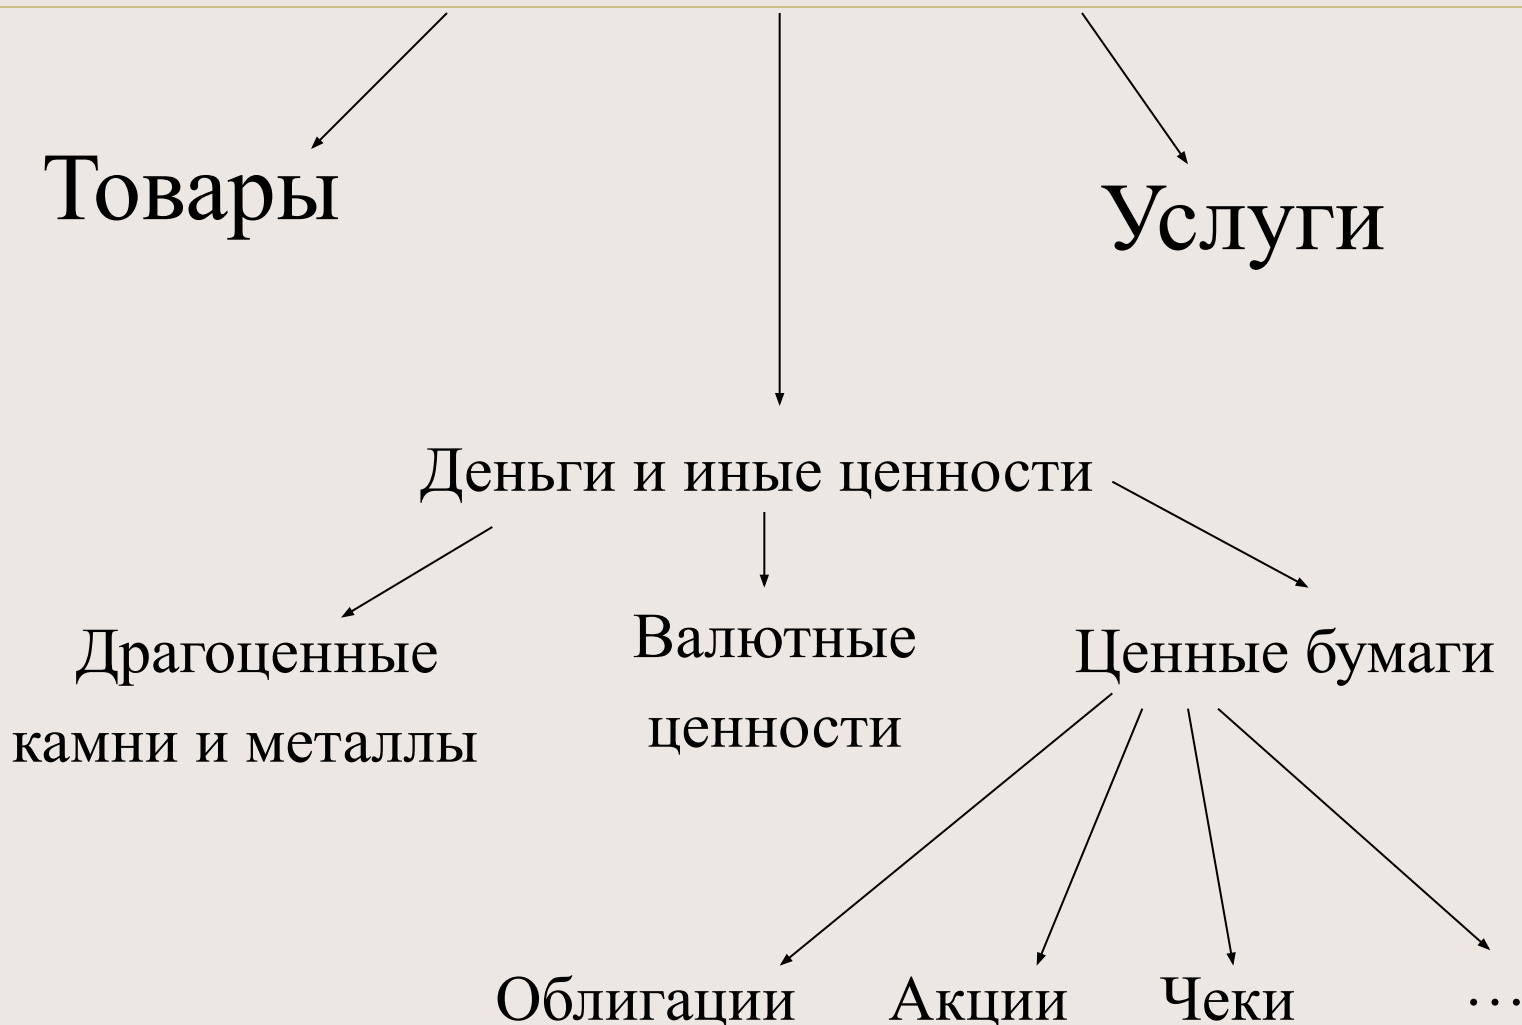 Товары
Услуги
Деньги и иные ценности
Драгоценные
камни и металлы
Валютные
ценности
Ценные бумаги
Облигации
Акции
Чеки
…